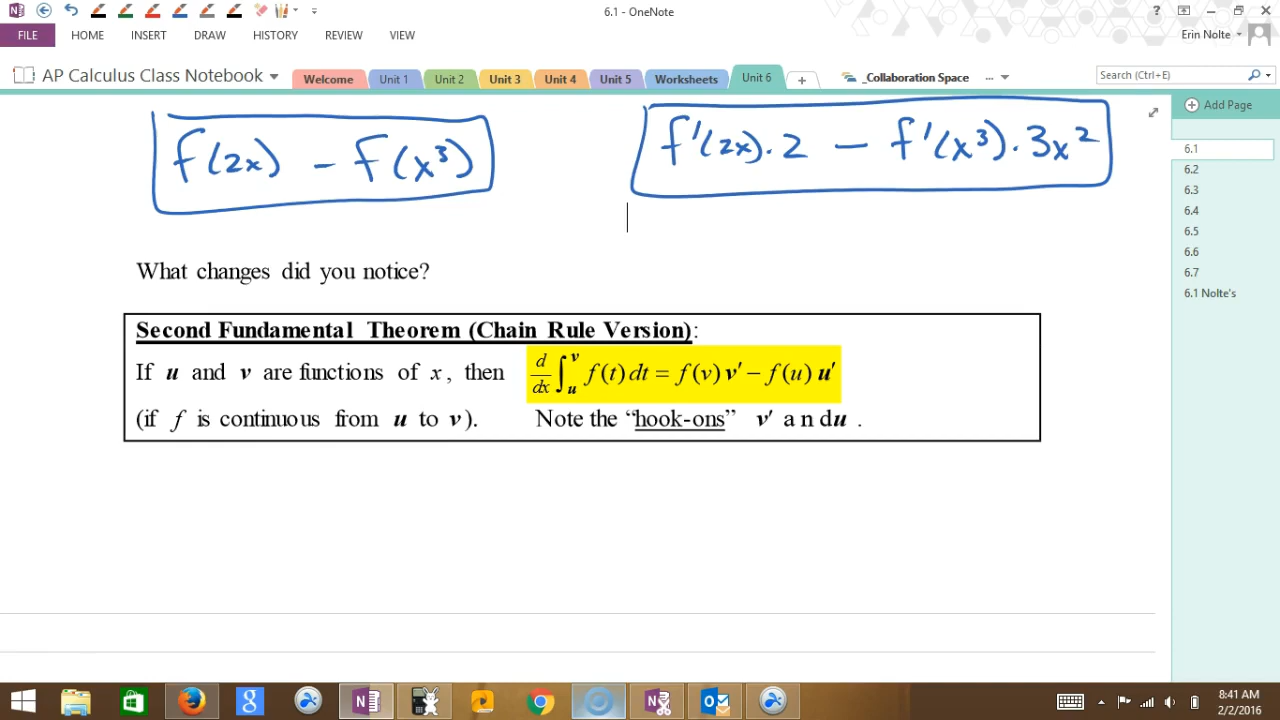 6.1 - OneNote
?
FILE HOME INSERT DRAW HISTORY REVIEW VIEW
Erin Nolte
AP Calculus Class Notebook
Welcome Unit 1 Unit 2 Unit 3 Unit 4 Unit 5 Worksheets Unit 6 + _Collaboration Space ...
Search (Ctrl+E)
Add Page
6.1
6.2
6.3
6.4
6.5
6.6
6.7
6.1 Nolte's
f(2x) − f(x³)
f'(2x)·2 − f'(x³)·3x²
What changes did you notice?
Second Fundamental Theorem (Chain Rule Version):
If u and v are functions of x, then d/dx ∫ᵤᵛ f(t) dt = f(v) v′ − f(u) u′
(if f is continuous from u to v). Note the “hook-ons” v′ a n d u .
8:41 AM
2/2/2016